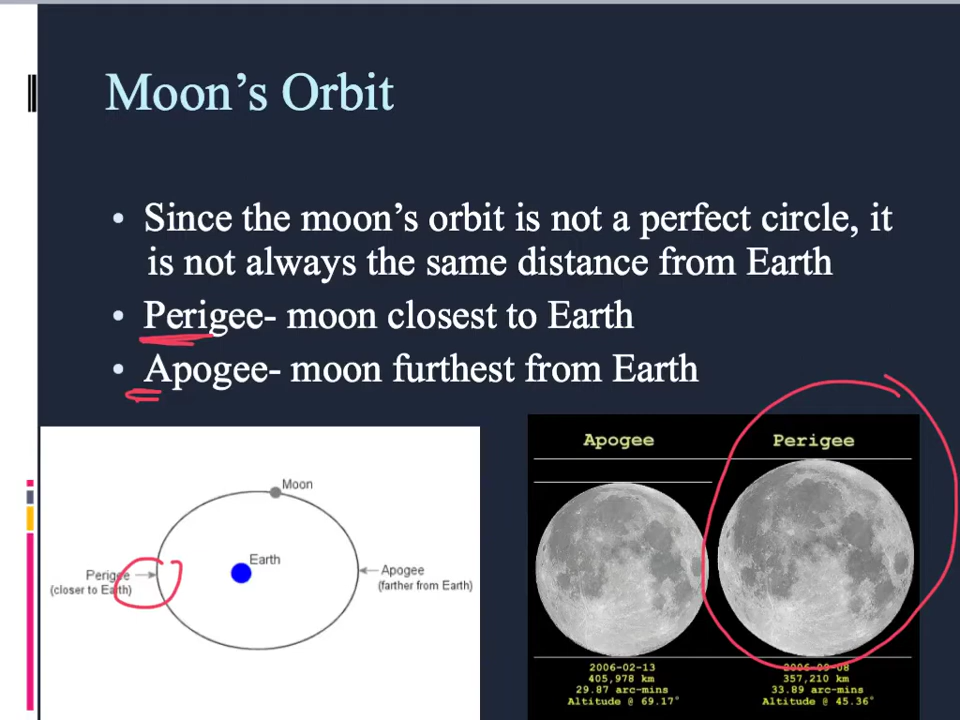 Moon's Orbit
• Since the moon's orbit is not a perfect circle, it
is not always the same distance from Earth
• Perigee- moon closest to Earth
• Apogee- moon furthest from Earth
Moon
Earth
Perigee
(closer to Earth)
Apogee
(farther from Earth)
Apogee
Perigee
2006-02-13
405,978 km
29.87 arc-mins
Altitude @ 69.17°
2006-09-08
357,210 km
33.89 arc-mins
Altitude @ 45.36°